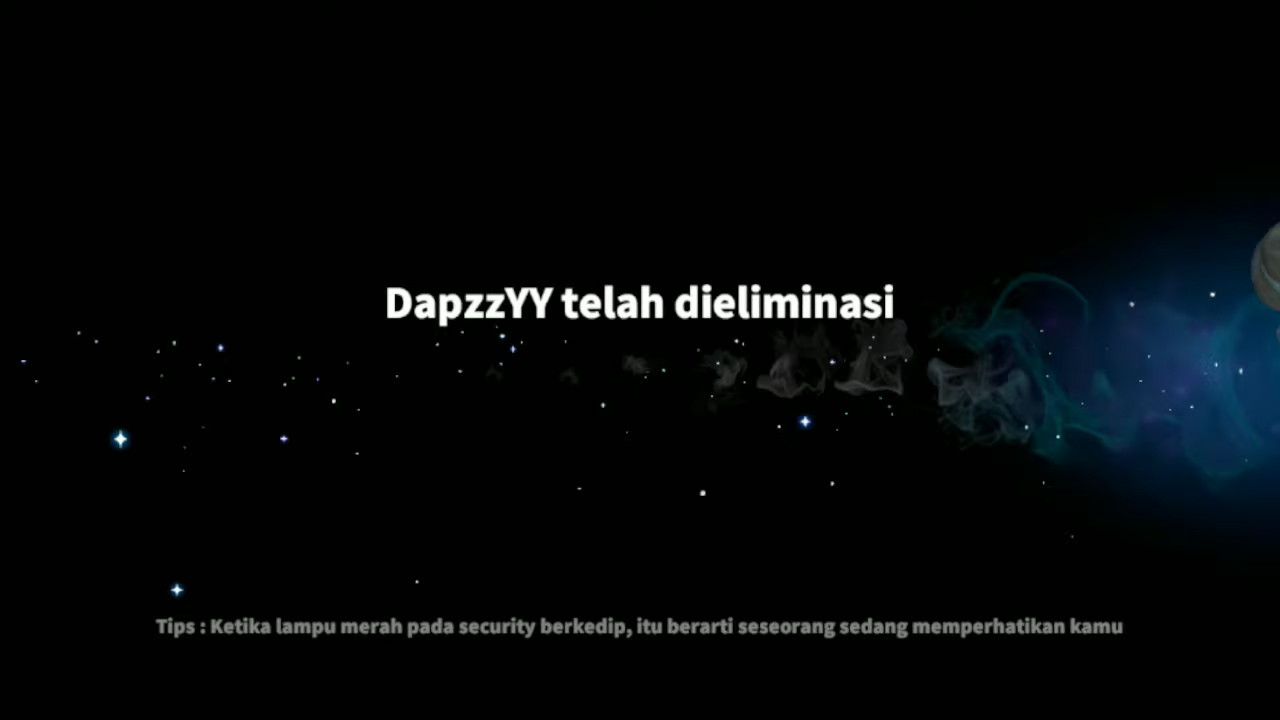 DapzzYY telah dieliminasi
Tips : Ketika lampu merah pada security berkedip, itu berarti seseorang sedang memperhatikan kamu